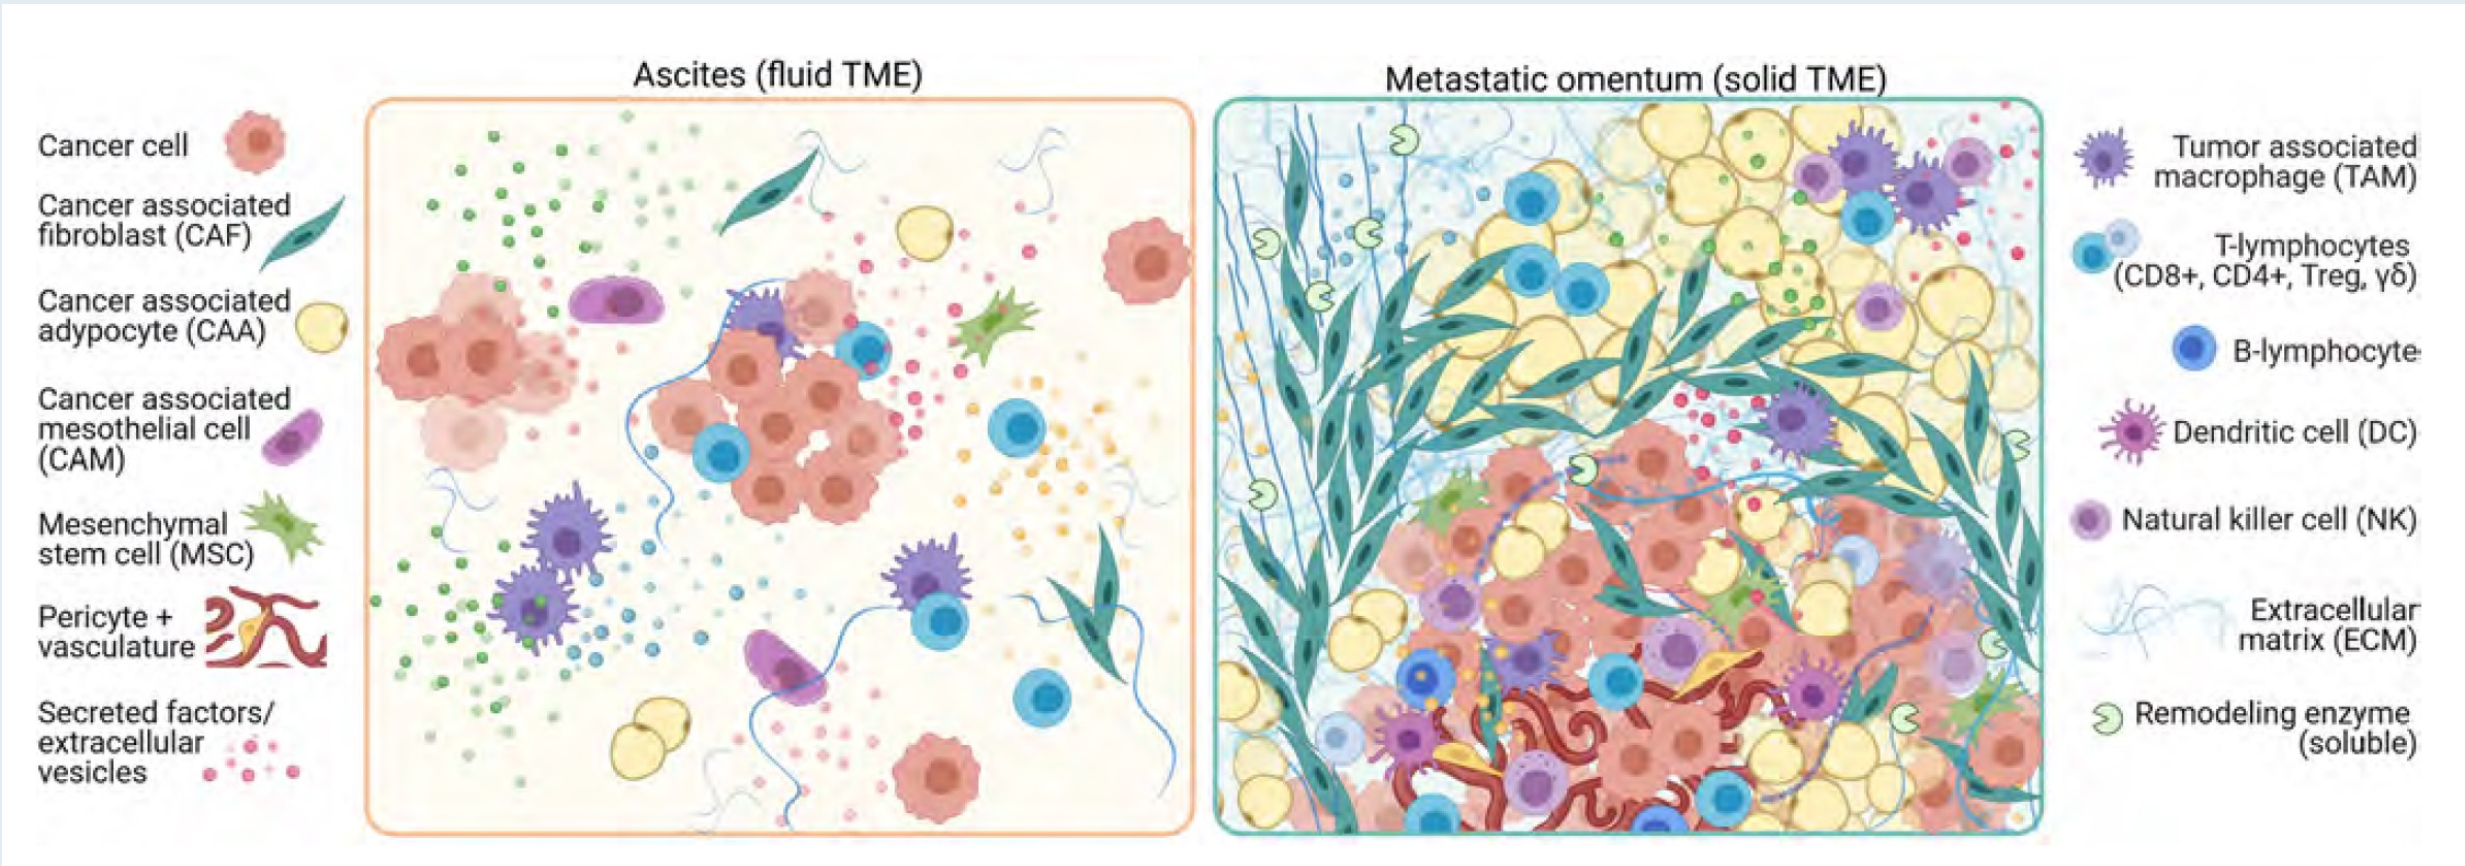 Ascites (fluid TME)
Metastatic omentum (solid TME)
Cancer cell
Cancer associated
fibroblast (CAF)
Cancer associated
adypocyte (CAA)
Cancer associated
mesothelial cell
(CAM)
Mesenchymal
stem cell (MSC)
Pericyte +
vasculature
Secreted factors/
extracellular
vesicles
Tumor associated
macrophage (TAM)
T-lymphocytes
(CD8+, CD4+, Treg, γδ)
B-lymphocyte
Dendritic cell (DC)
Natural killer cell (NK)
Extracellular
matrix (ECM)
Remodeling enzyme
(soluble)